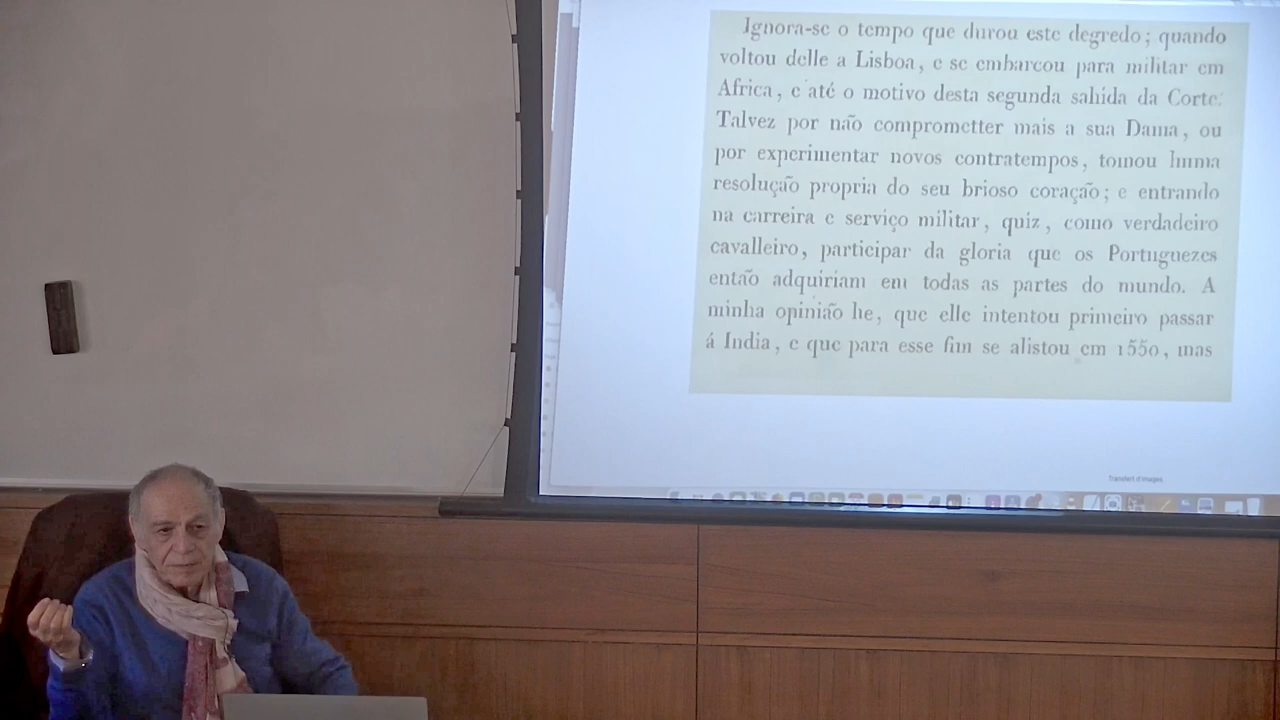 Ignora-se o tempo que durou este degredo; quando
voltou delle a Lisboa, e se embarcou para militar em
Africa, e até o motivo desta segunda sahida da Corte.
Talvez por não comprometter mais a sua Dama, ou
por experimentar novos contratempos, tomou huma
resolução propria do seu brioso coração; e entrando
na carreira e serviço militar, quiz, como verdadeiro
cavalleiro, participar da gloria que os Portuguezes
então adquiriam em todas as partes do mundo. A
minha opinião he, que elle intentou primeiro passar
á India, e que para esse fim se alistou em 1550, mas
Transfert d'images